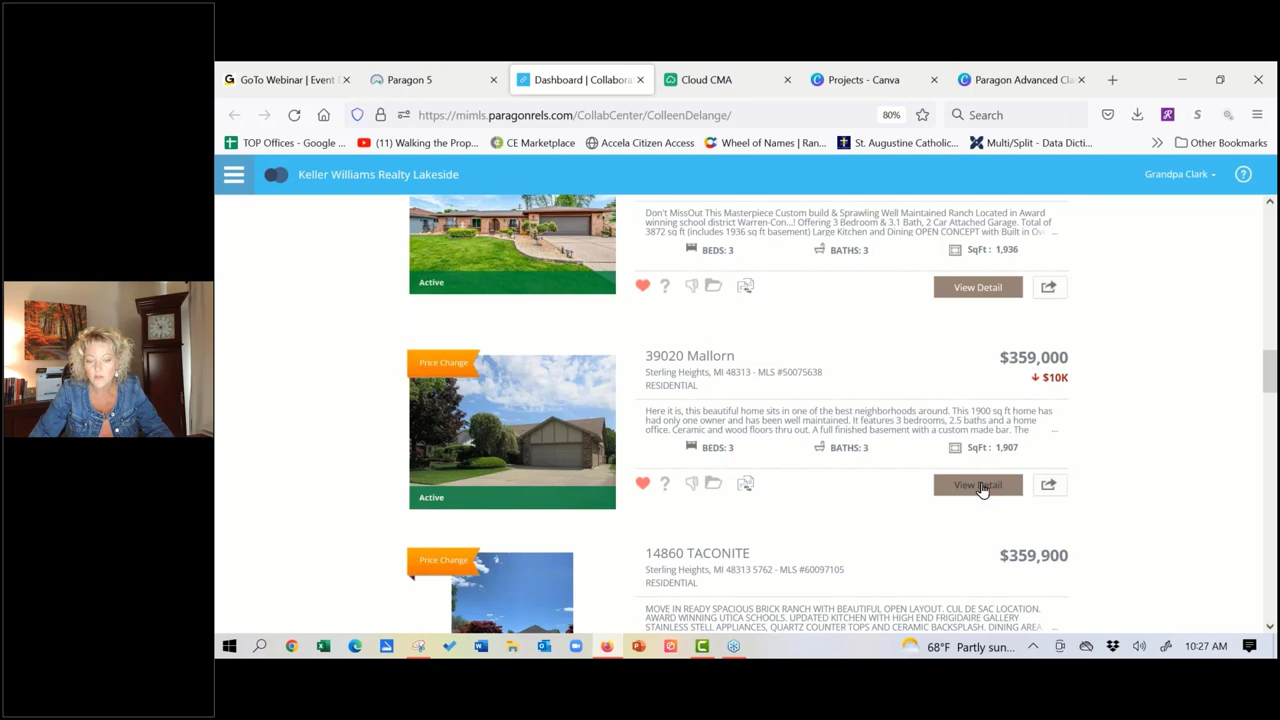 GoTo Webinar | Event
Paragon 5
Dashboard | Collabora
Cloud CMA
Projects - Canva
Paragon Advanced Cla
https://mimls.paragonrels.com/CollabCenter/ColleenDelange/
80%
Search
TOP Offices - Google ...
(11) Walking the Prop...
CE Marketplace
Accela Citizen Access
Wheel of Names | Ran...
St. Augustine Catholic...
Multi/Split - Data Dicti...
Other Bookmarks
Keller Williams Realty Lakeside
Grandpa Clark
Don't MissOut This Masterpiece Custom build & Sprawling Well Maintained Ranch Located in Award
winning school district Warren-Con...! Offering 3 Bedroom & 3.1 Bath, 2 Car Attached Garage. Total of
3872 sq ft (includes 1936 sq ft basement) Large Kitchen and Dining OPEN CONCEPT with Built in Ov...
BEDS: 3
BATHS: 3
SqFt : 1,936
Active
View Detail
Price Change
39020 Mallorn
$359,000
Sterling Heights, MI 48313 - MLS #50075638
$10K
RESIDENTIAL
Here it is, this beautiful home sits in one of the best neighborhoods around. This 1900 sq ft home has
had only one owner and has been well maintained. It features 3 bedrooms, 2.5 baths and a home
office. Ceramic and wood floors thru out. A full finished basement with a custom made bar. The ...
BEDS: 3
BATHS: 3
SqFt : 1,907
Active
View Detail
Price Change
14860 TACONITE
$359,900
Sterling Heights, MI 48313 5762 - MLS #60097105
RESIDENTIAL
MOVE IN READY SPACIOUS BRICK RANCH WITH BEAUTIFUL OPEN LAYOUT. CUL DE SAC LOCATION.
AWARD WINNING UTICA SCHOOLS. UPDATED KITCHEN WITH HIGH END FRIGIDAIRE GALLERY
STAINLESS STELL APPLIANCES, QUARTZ COUNTER TOPS AND CERAMIC BACKSPLASH. DINING AREA ...
68°F Partly sun...
10:27 AM